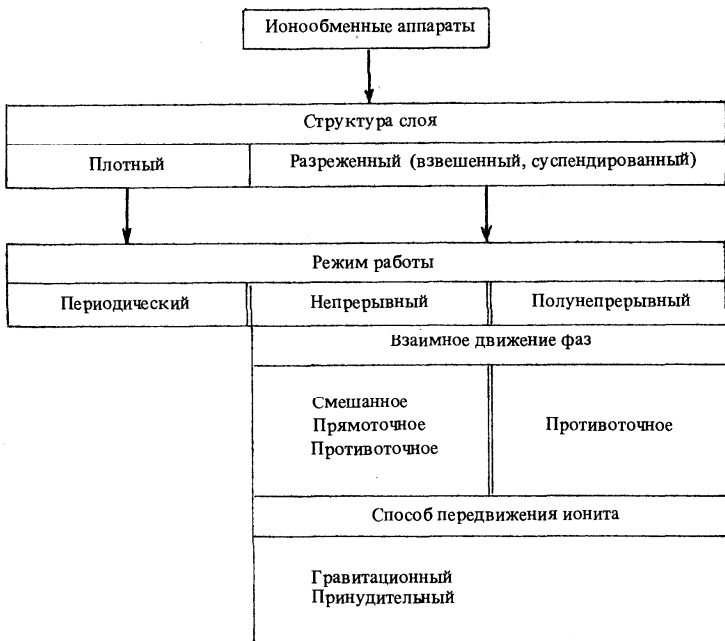 Ионообменные аппараты
Структура слоя
Плотный
Разреженный (взвешенный, суспендированный)
Режим работы
Периодический
Непрерывный
Полунепрерывный
Взаимное движение фаз
Смешанное
Прямоточное
Противоточное
Противоточное
Способ передвижения ионита
Гравитационный
Принудительный